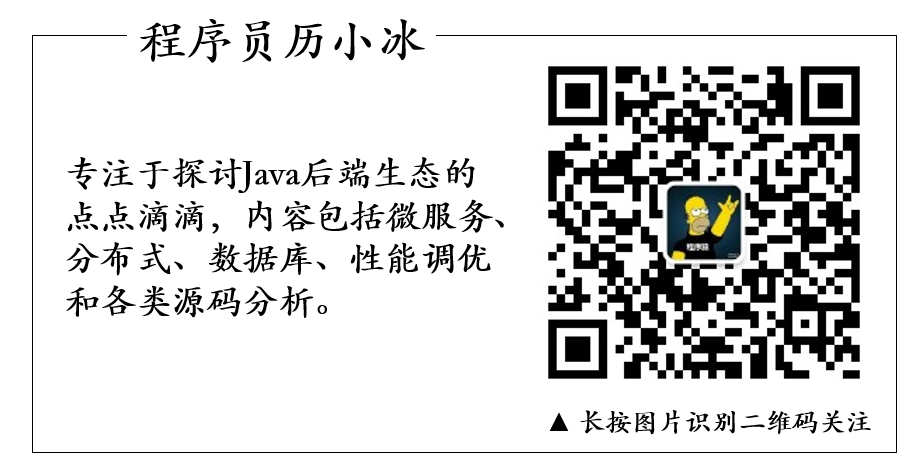 程序员历小冰
专注于探讨Java后端生态的
点点滴滴，内容包括微服务、
分布式、数据库、性能调优
和各类源码分析。
▲ 长按图片识别二维码关注